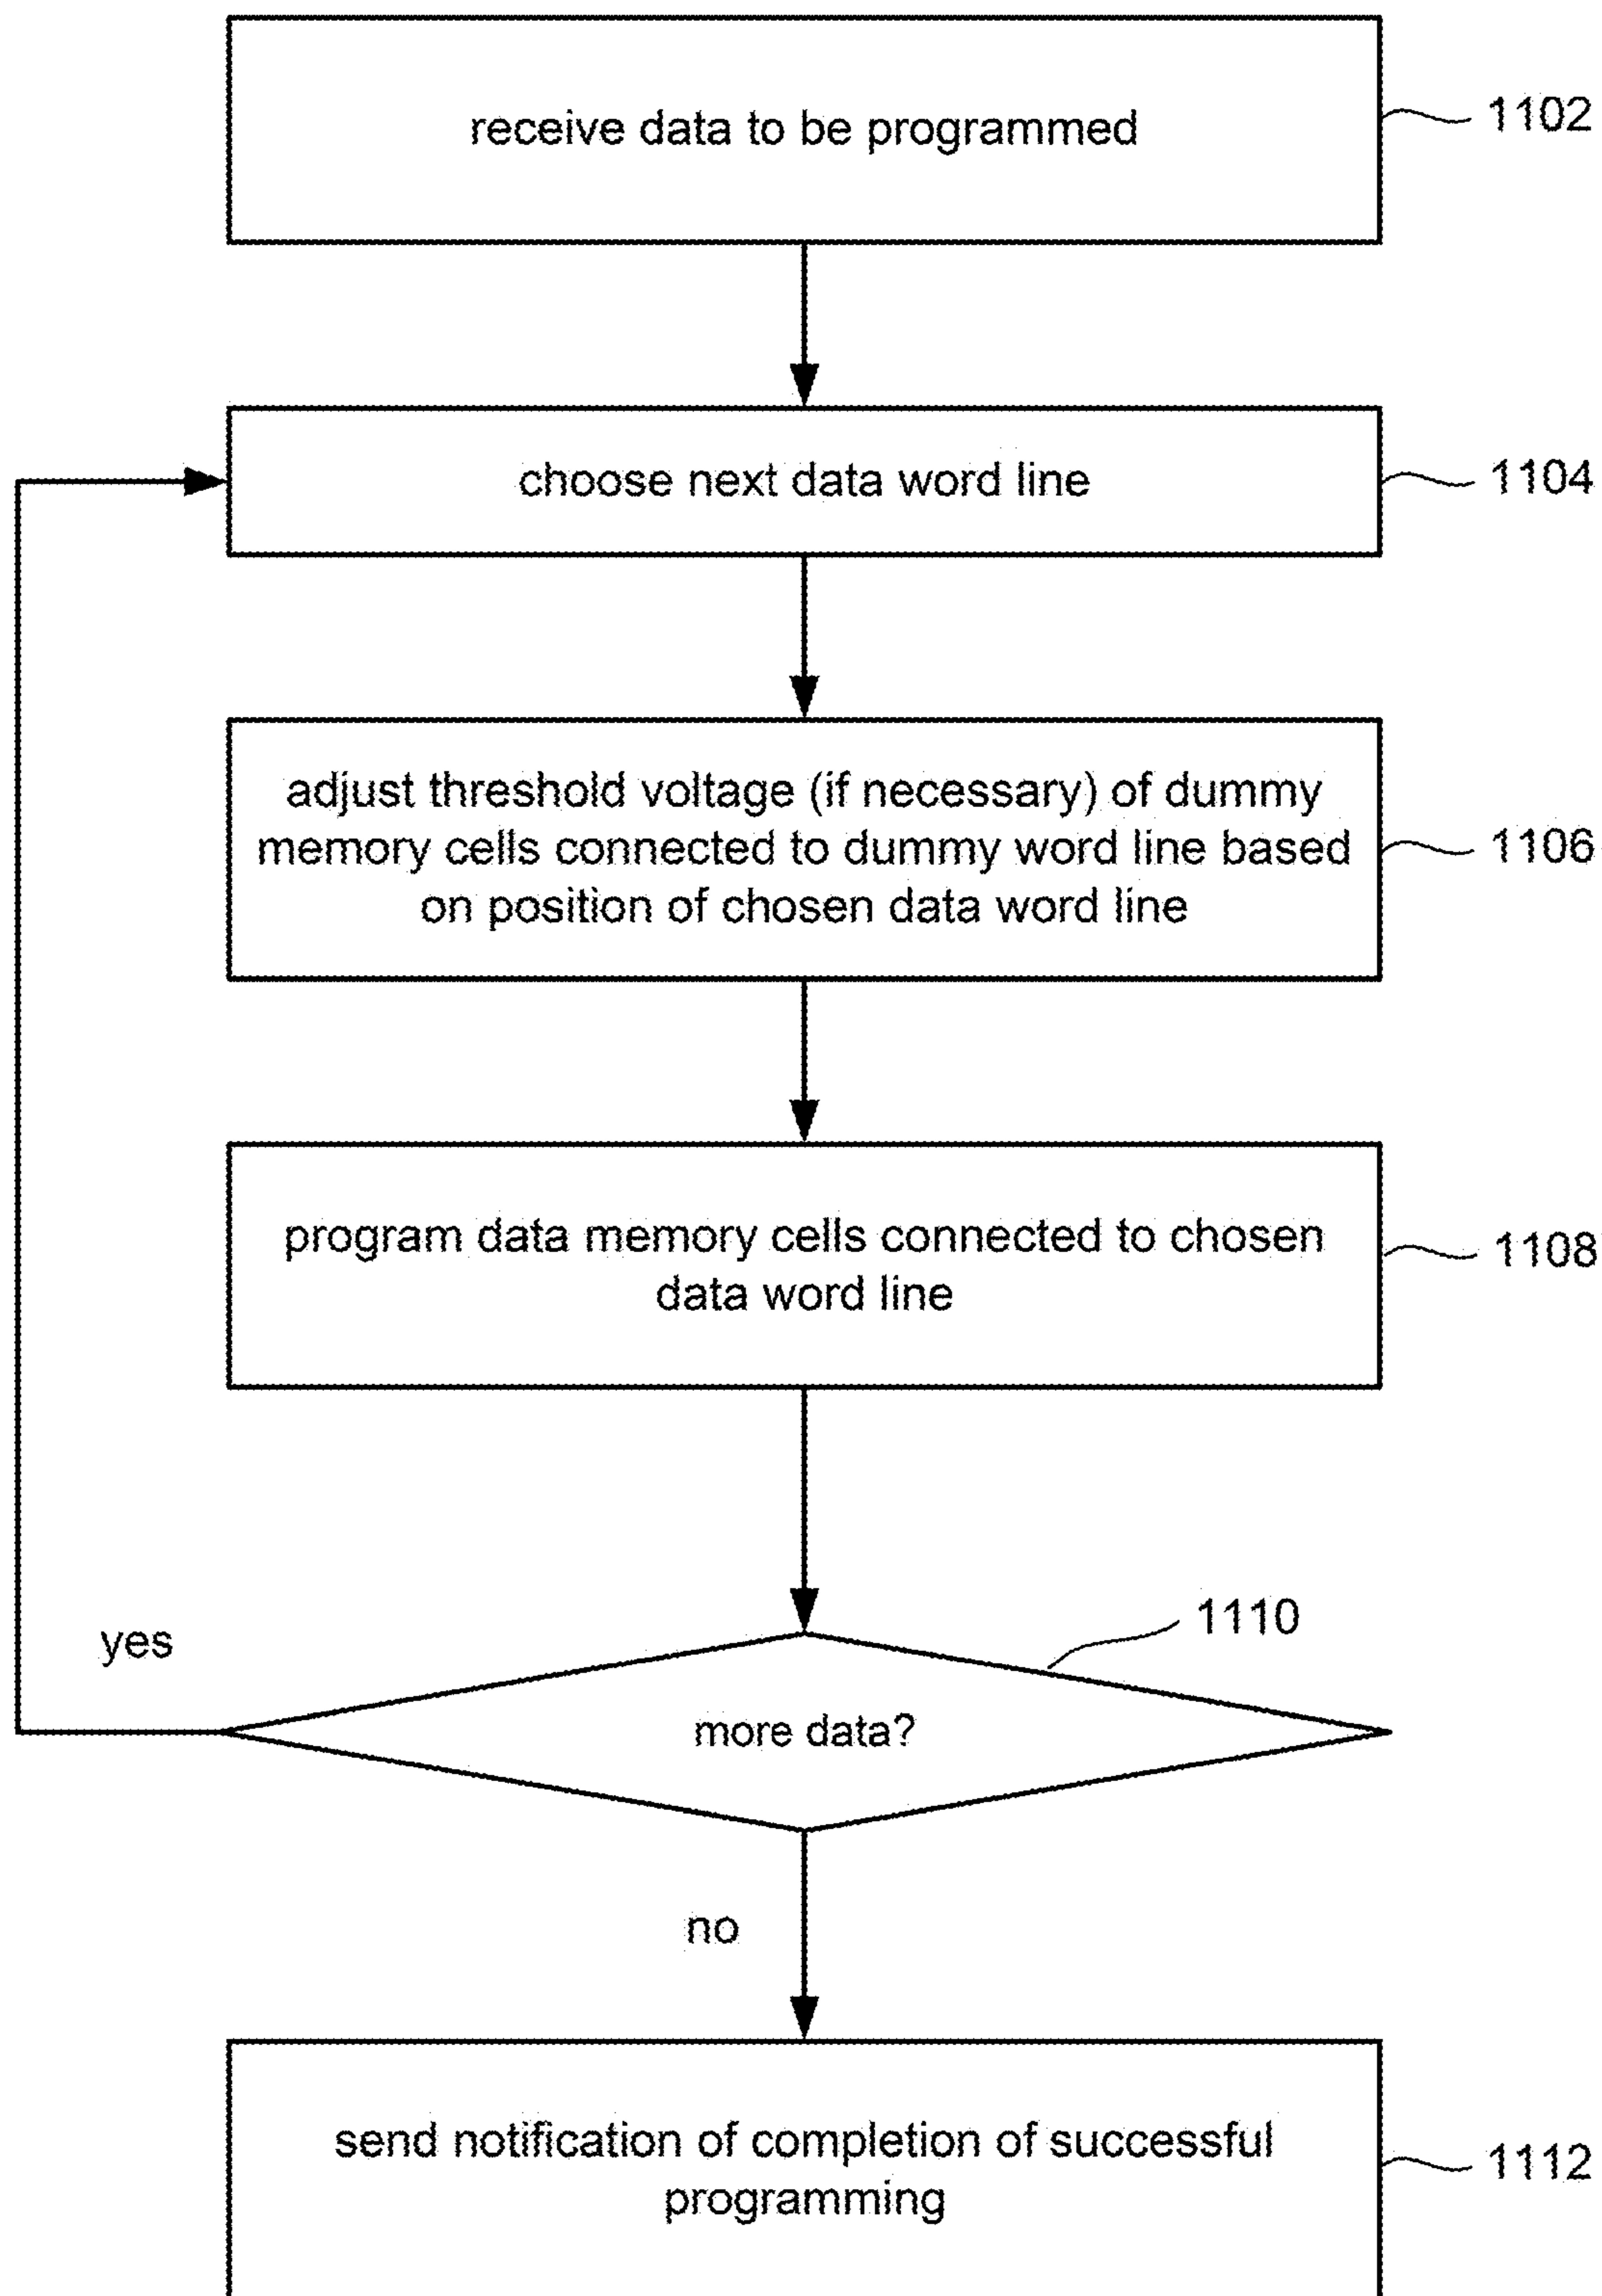 receive data to be programmed
1102
choose next data word line
1104
adjust threshold voltage (if necessary) of dummy
memory cells connected to dummy word line based
on position of chosen data word line
1106
program data memory cells connected to chosen
data word line
1108
1110
yes
more data?
no
send notification of completion of successful
programming
1112